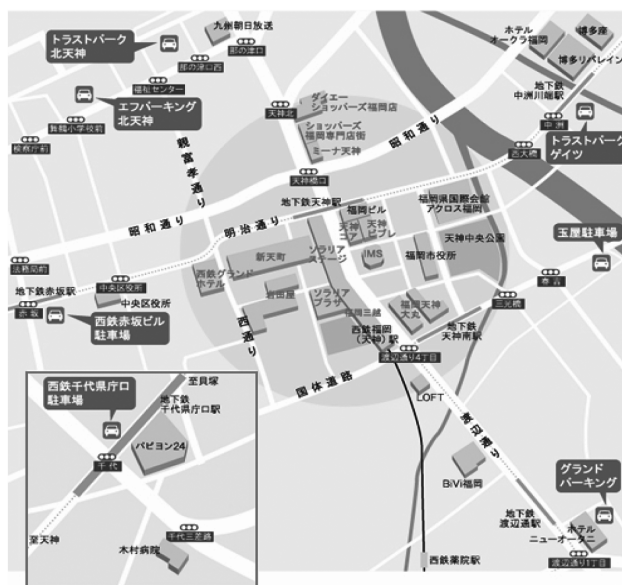 九州朝日放送
トラストパーク
北天神
那の津口
那の津口西
福祉センター
エフパーキング
北天神
舞鶴小学校前
検察庁前
親富孝通り
天神北
ダイエー
ショッパーズ福岡店
ショッパーズ
福岡専門店街
ミーナ天神
昭和通り
天神橋口
ホテル
オークラ福岡
博多座
博多リバレイン
地下鉄
中洲川端駅
中洲
トラストパーク
ゲイツ
西大橋
昭和通り
明治通り
地下鉄天神駅
福岡ビル
天神
コア
天神
ビブレ
福岡県国際会館
アクロス福岡
天神中央公園
玉屋駐車場
法務局前
地下鉄赤坂駅
赤坂
中央区役所
中央区役所
西鉄赤坂ビル
駐車場
西鉄グランド
ホテル
新天町
ソラリア
ステージ
IMS
福岡市役所
春吉
三光橋
岩田屋
ソラリア
プラザ
福岡三越
福岡天神
大丸
西通り
西鉄福岡
(天神)駅
地下鉄
天神南駅
渡辺通り4丁目
国体道路
LOFT
渡辺通り
BiVi福岡
グランド
パーキング
地下鉄
渡辺通駅
ホテル
ニューオータニ
渡辺通り1丁目
西鉄薬院駅
西鉄千代県庁口
駐車場
至貝塚
地下鉄
千代県庁口駅
パピヨン24
千代
至天神
千代三差路
木村病院